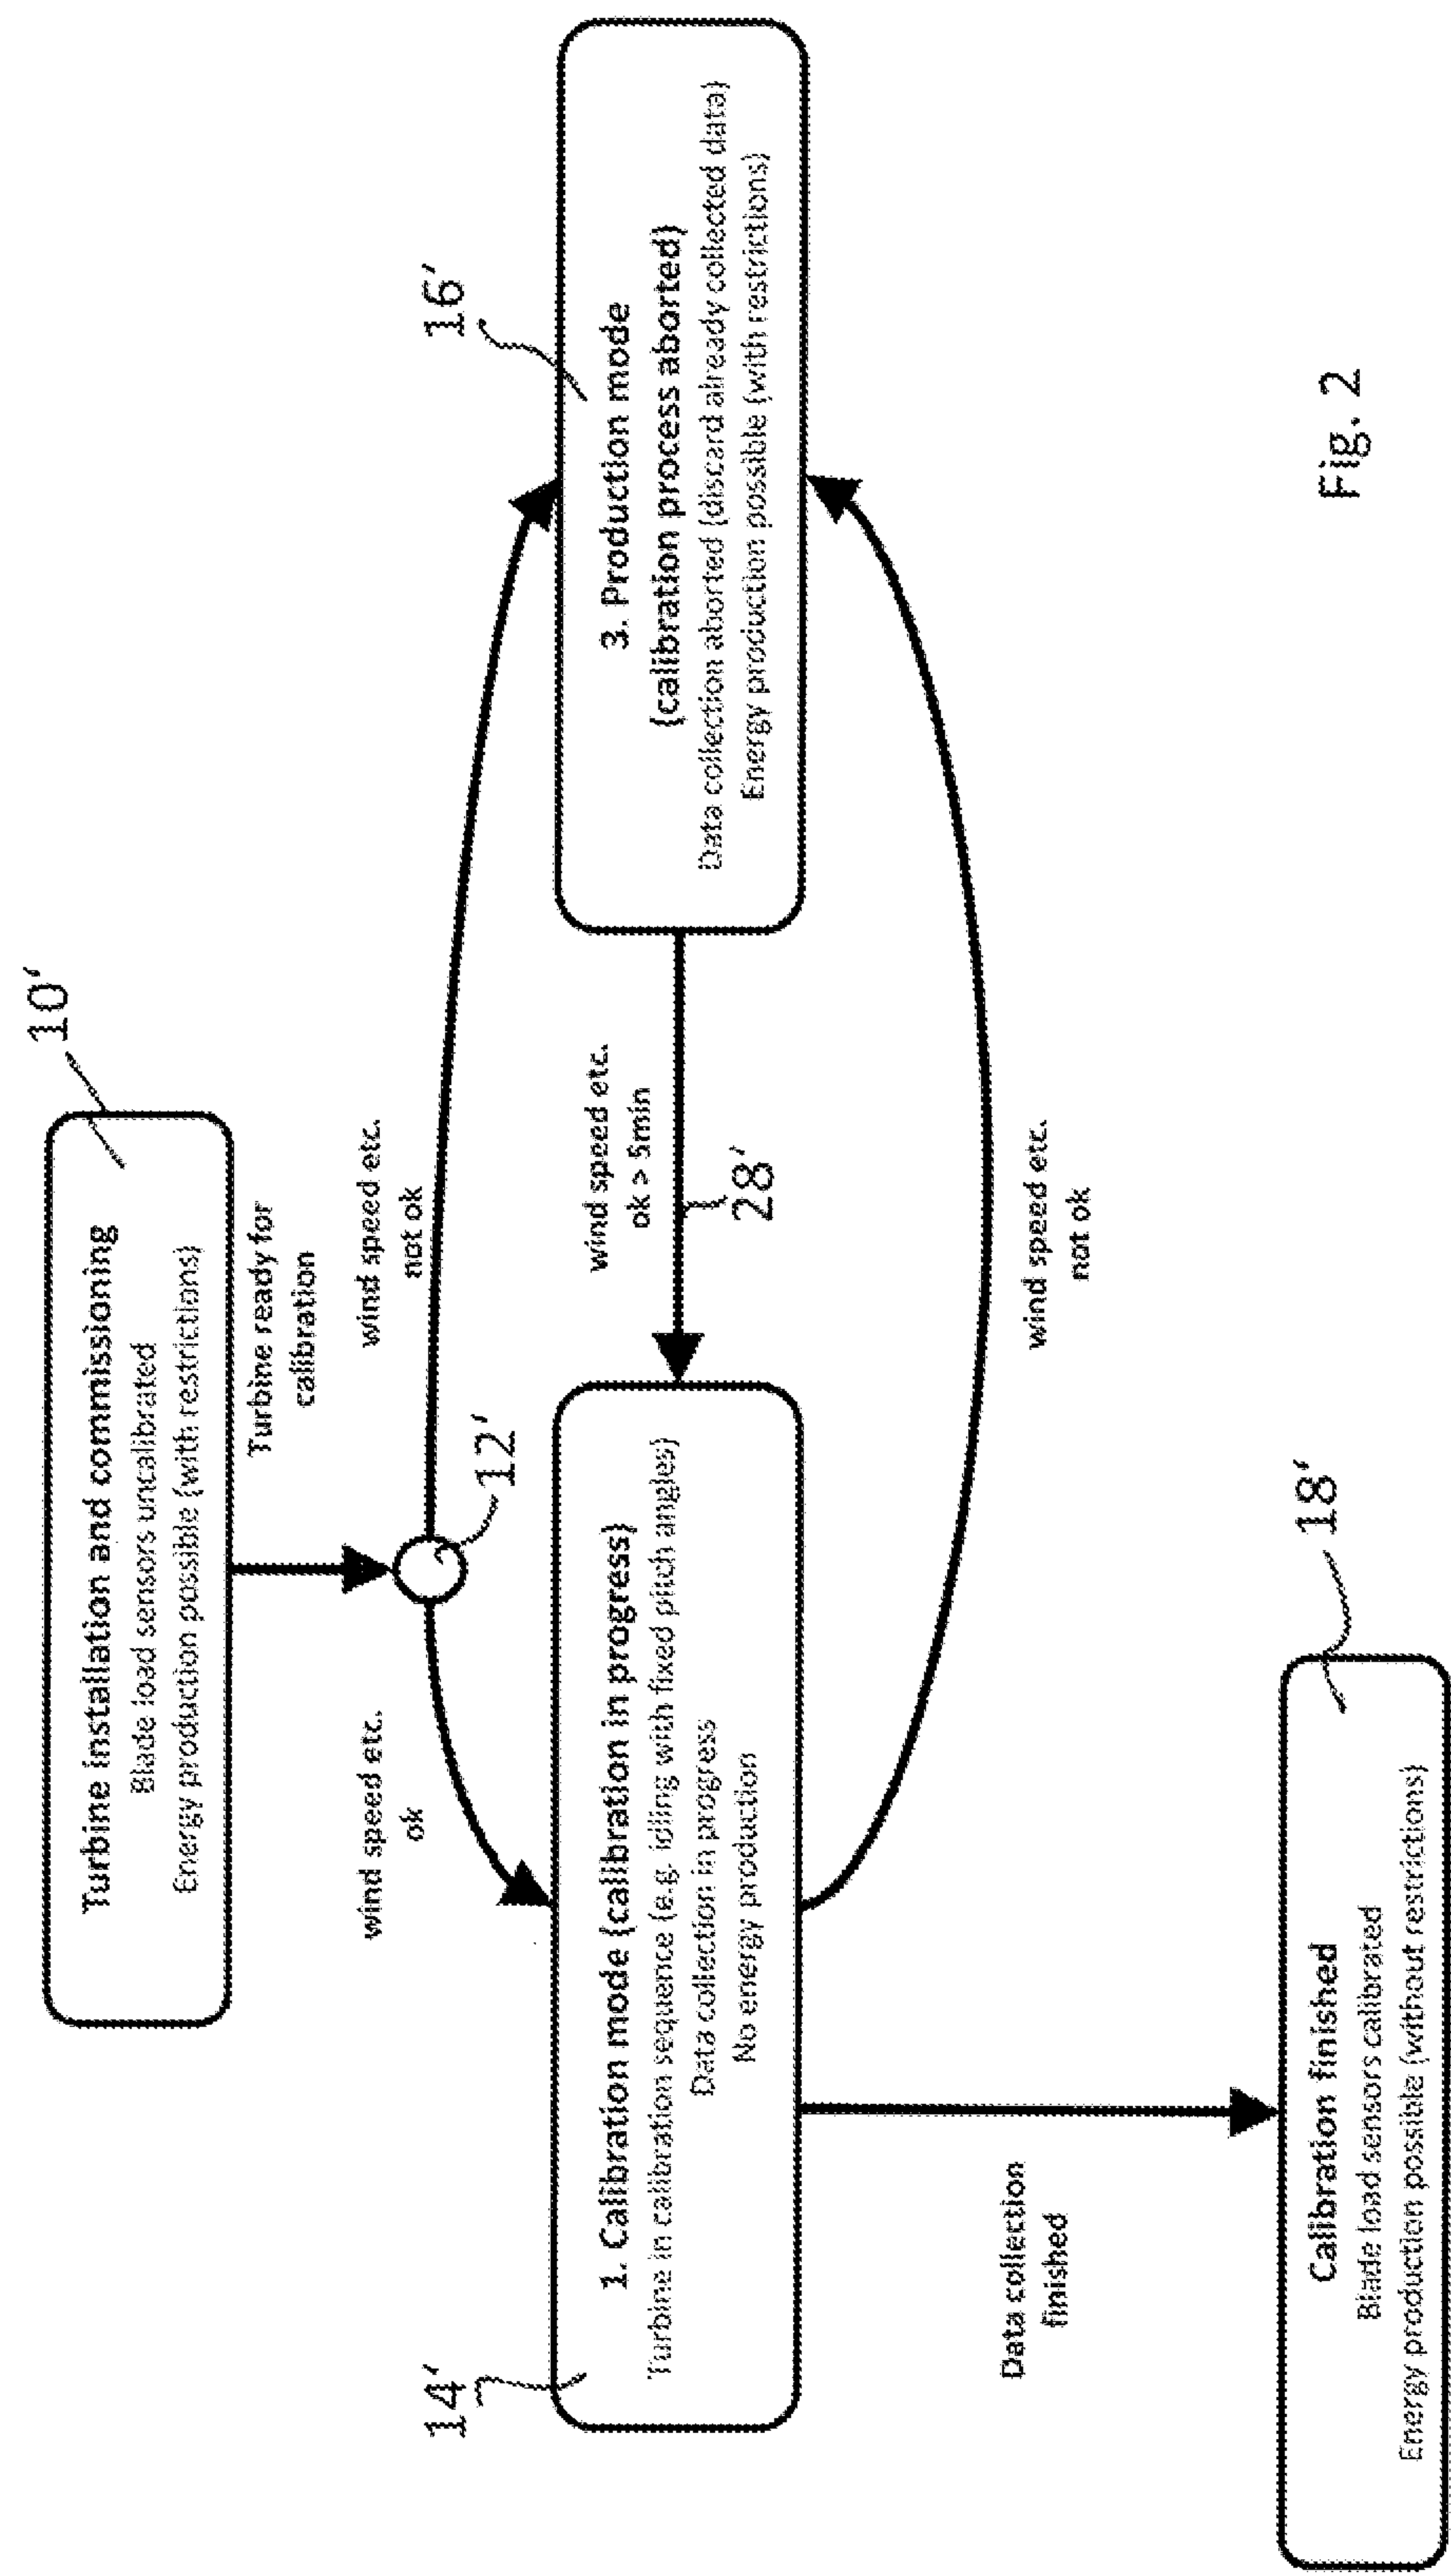 10'
Turbine installation and commissioning
Blade load sensors uncalibrated
Energy production possible (with restrictions)
Turbine ready for
calibration
wind speed etc.
ok
12'
wind speed etc.
not ok
14'
1. Calibration mode (calibration in progress)
Turbine in calibration sequence (e.g. idling with fixed pitch angles)
Data collection in progress
No energy production
wind speed etc.
ok > 5min
28'
16'
3. Production mode
(calibration process aborted)
Data collection aborted (discard already collected data)
Energy production possible (with restrictions)
wind speed etc.
not ok
Data collection
finished
18'
Calibration finished
Blade load sensors calibrated
Energy production possible (without restrictions)
Fig. 2